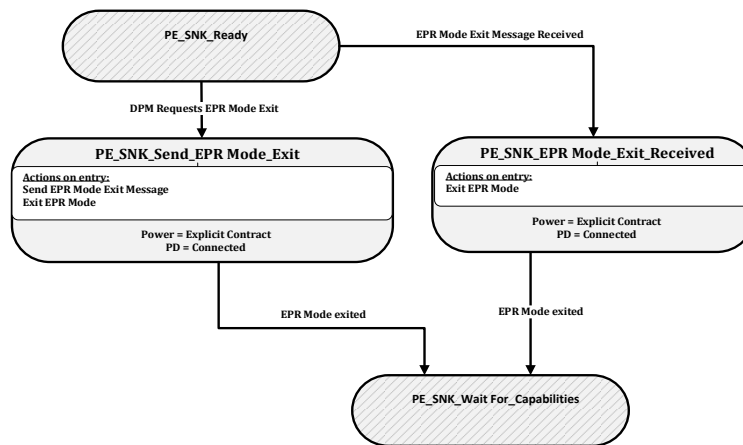 PE_SNK_Ready
EPR Mode Exit Message Received
DPM Requests EPR Mode Exit
PE_SNK_Send_EPR Mode_Exit
Actions on entry:
Send EPR Mode Exit Message
Exit EPR Mode
Power = Explicit Contract
PD = Connected
PE_SNK_EPR Mode_Exit_Received
Actions on entry:
Exit EPR Mode
Power = Explicit Contract
PD = Connected
EPR Mode exited
EPR Mode exited
PE_SNK_Wait For_Capabilities